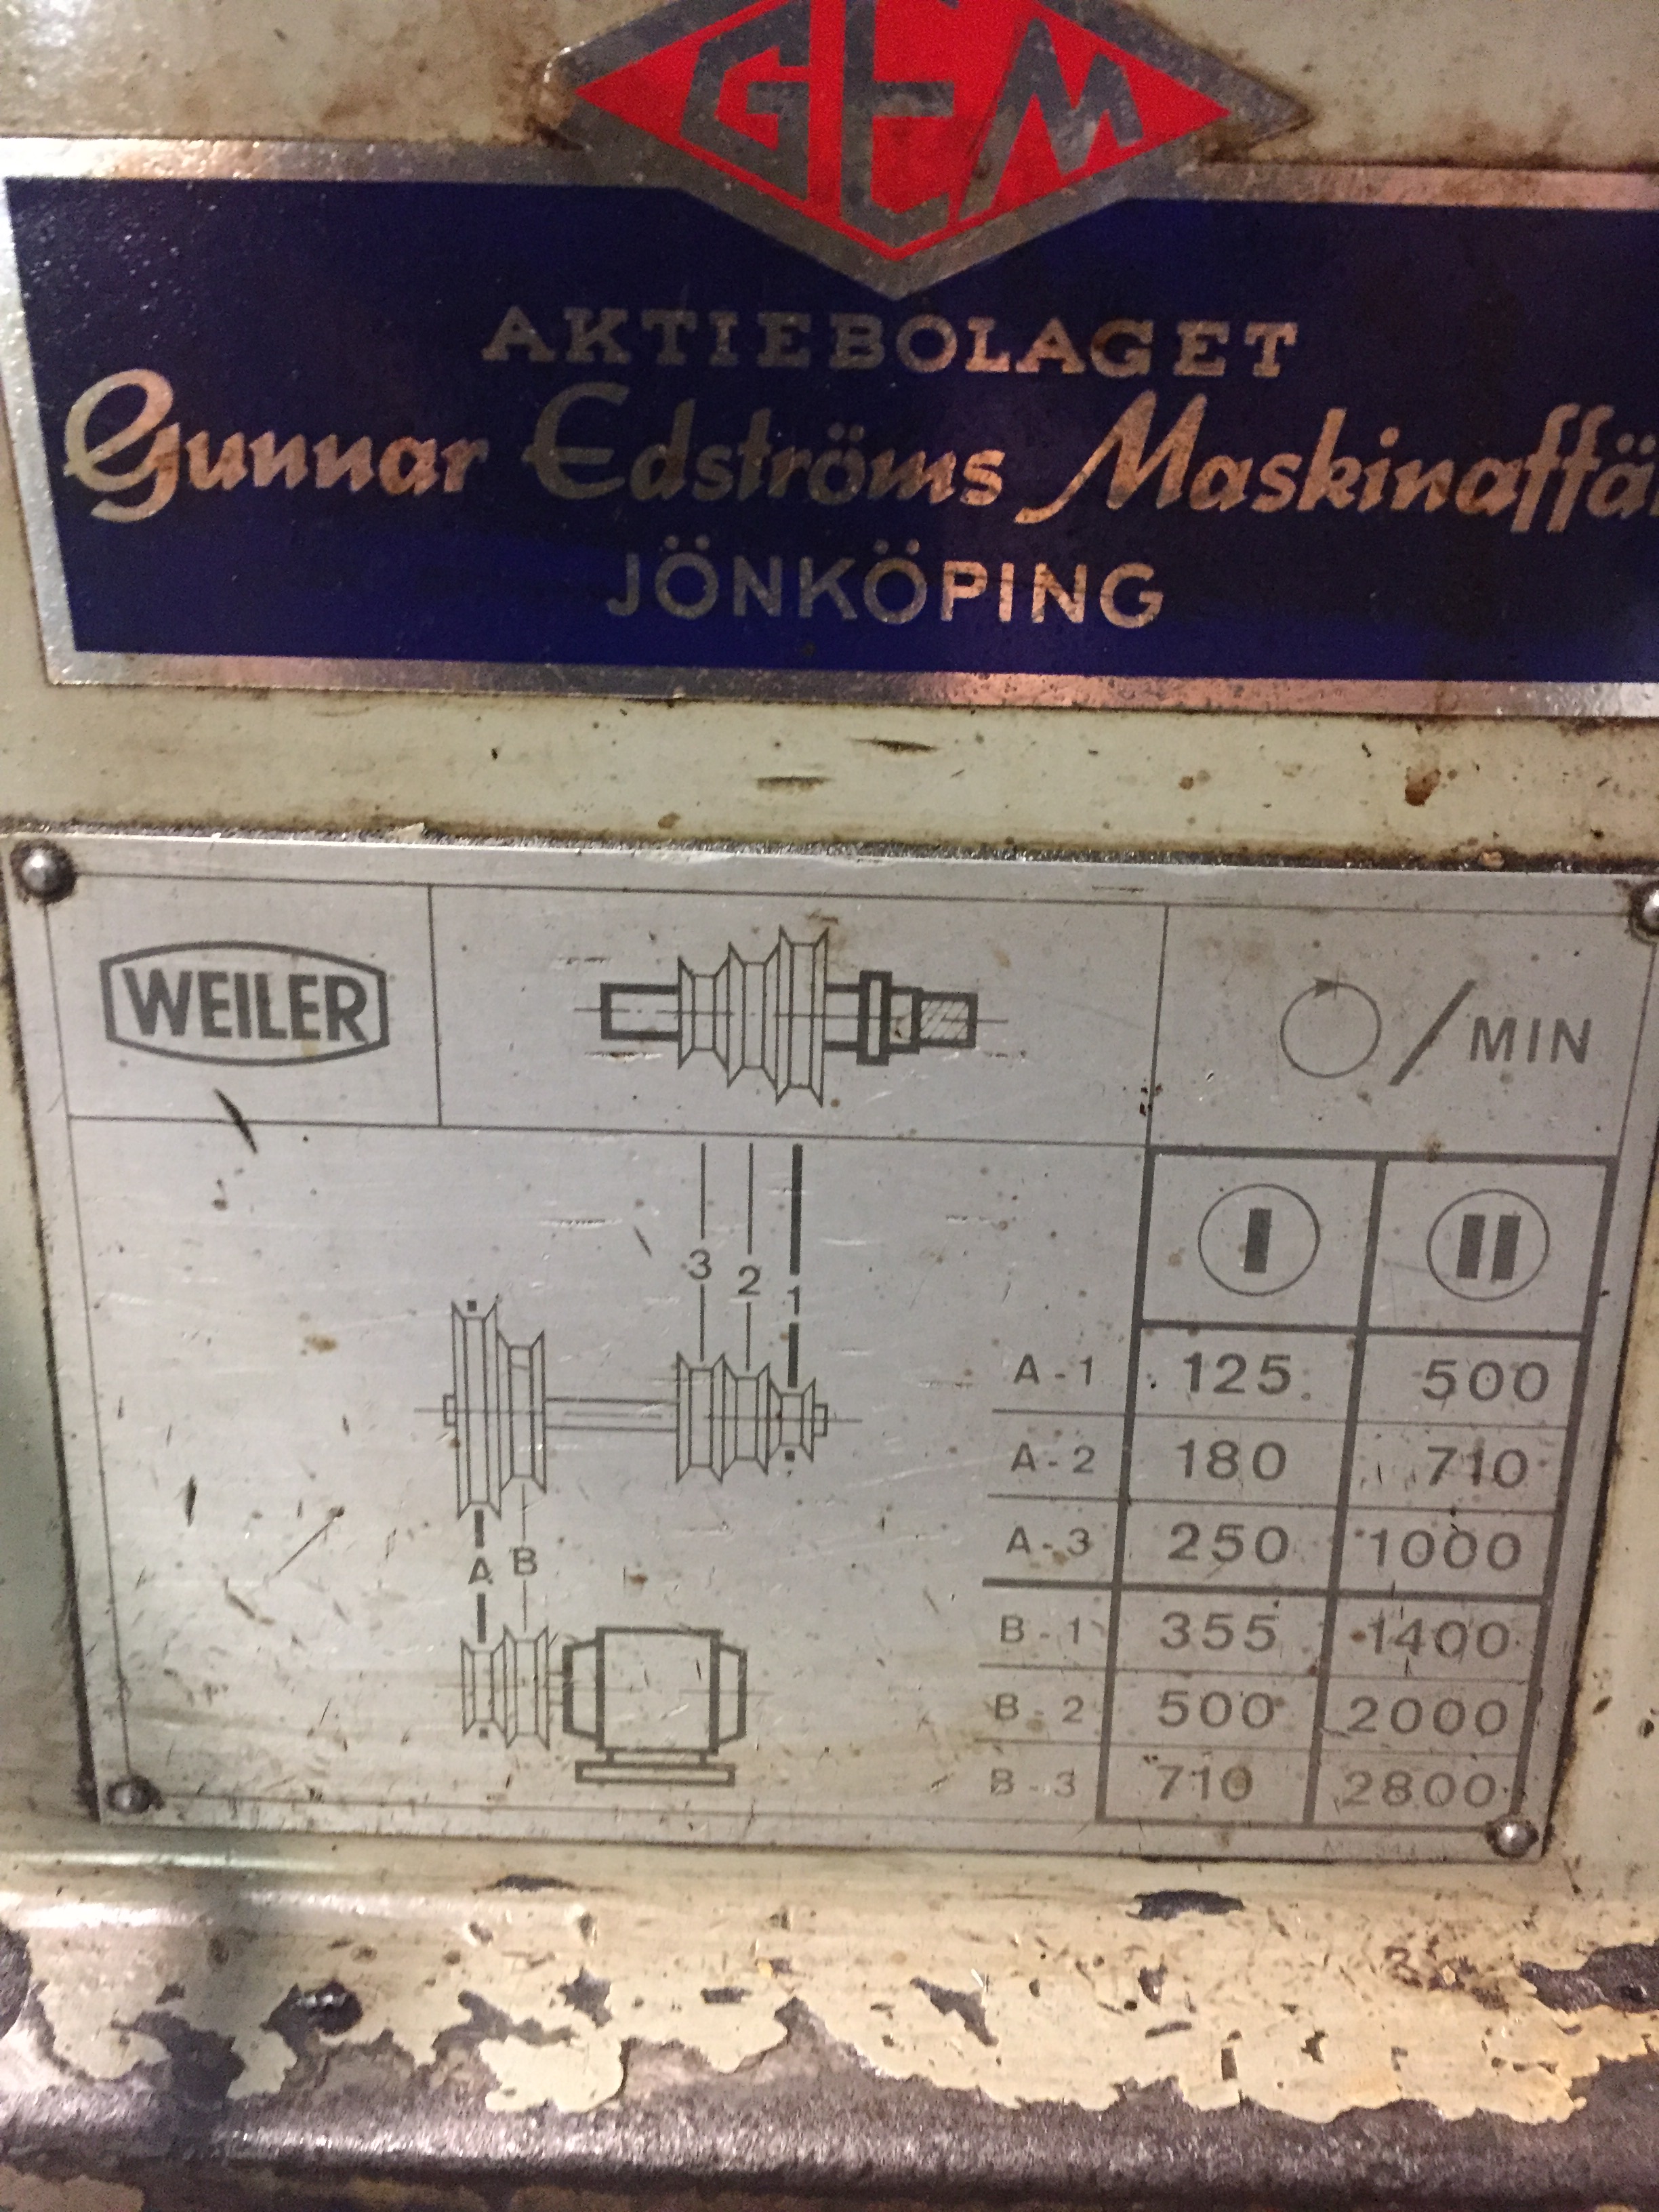 GEM
AKTIEBOLAGET
Gunnar Edströms Maskinaffär
JÖNKÖPING
WEILER
/MIN
3 2 1
I II
A-1 125 500
A-2 180 710
A-3 250 1000
A B
B-1 355 1400
B-2 500 2000
B-3 710 2800